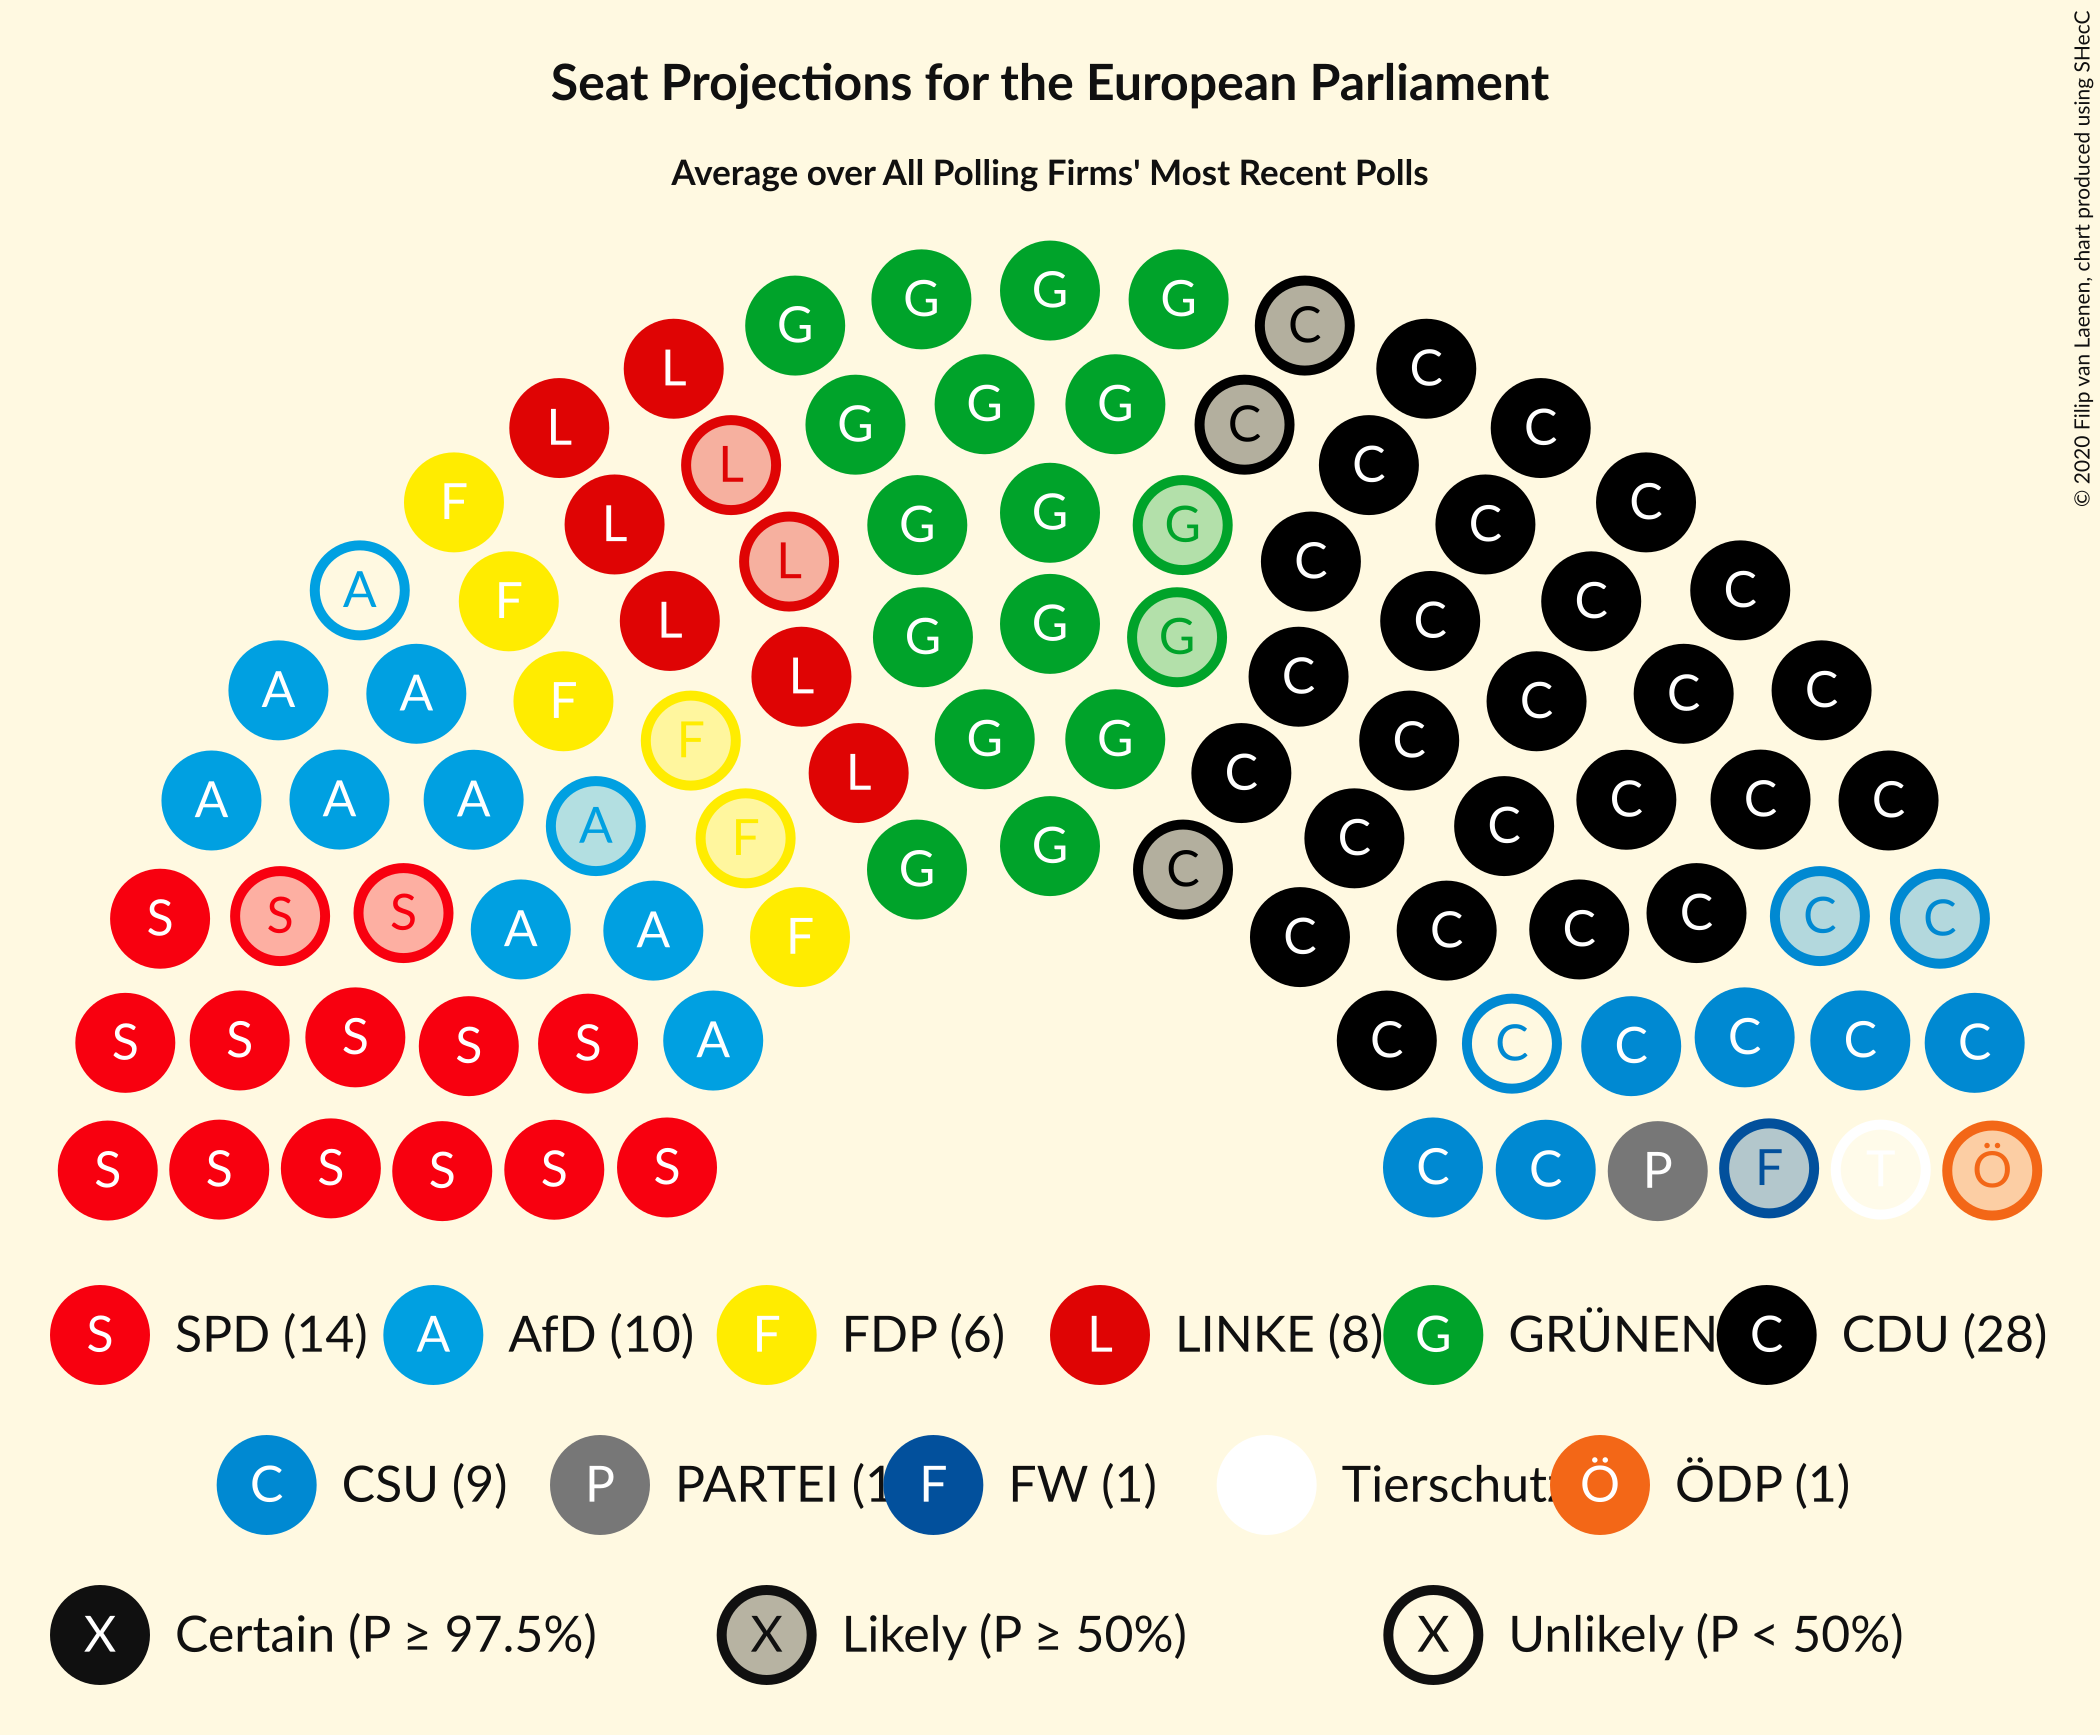 Seat Projections for the European Parliament
Average over All Polling Firms' Most Recent Polls
© 2020 Filip van Laenen, chart produced using SHecC
G G G G C
L C
L G G G C C
L C
F L G G G C C
A F L C C C
L G G G C
A A F L C C C C
F G G C
A A A L C C C C
A F G C C
G C
S S S A A F C C C C C C
S S S S S A C C C C C C
S S S S S S C C P F T Ö
S SPD (14) A AfD (10) F FDP (6) L LINKE (8) G GRÜNEN C CDU (28)
C CSU (9) P PARTEI (1 F FW (1) Tierschutz Ö ÖDP (1)
X Certain (P ≥ 97.5%) X Likely (P ≥ 50%) X Unlikely (P < 50%)